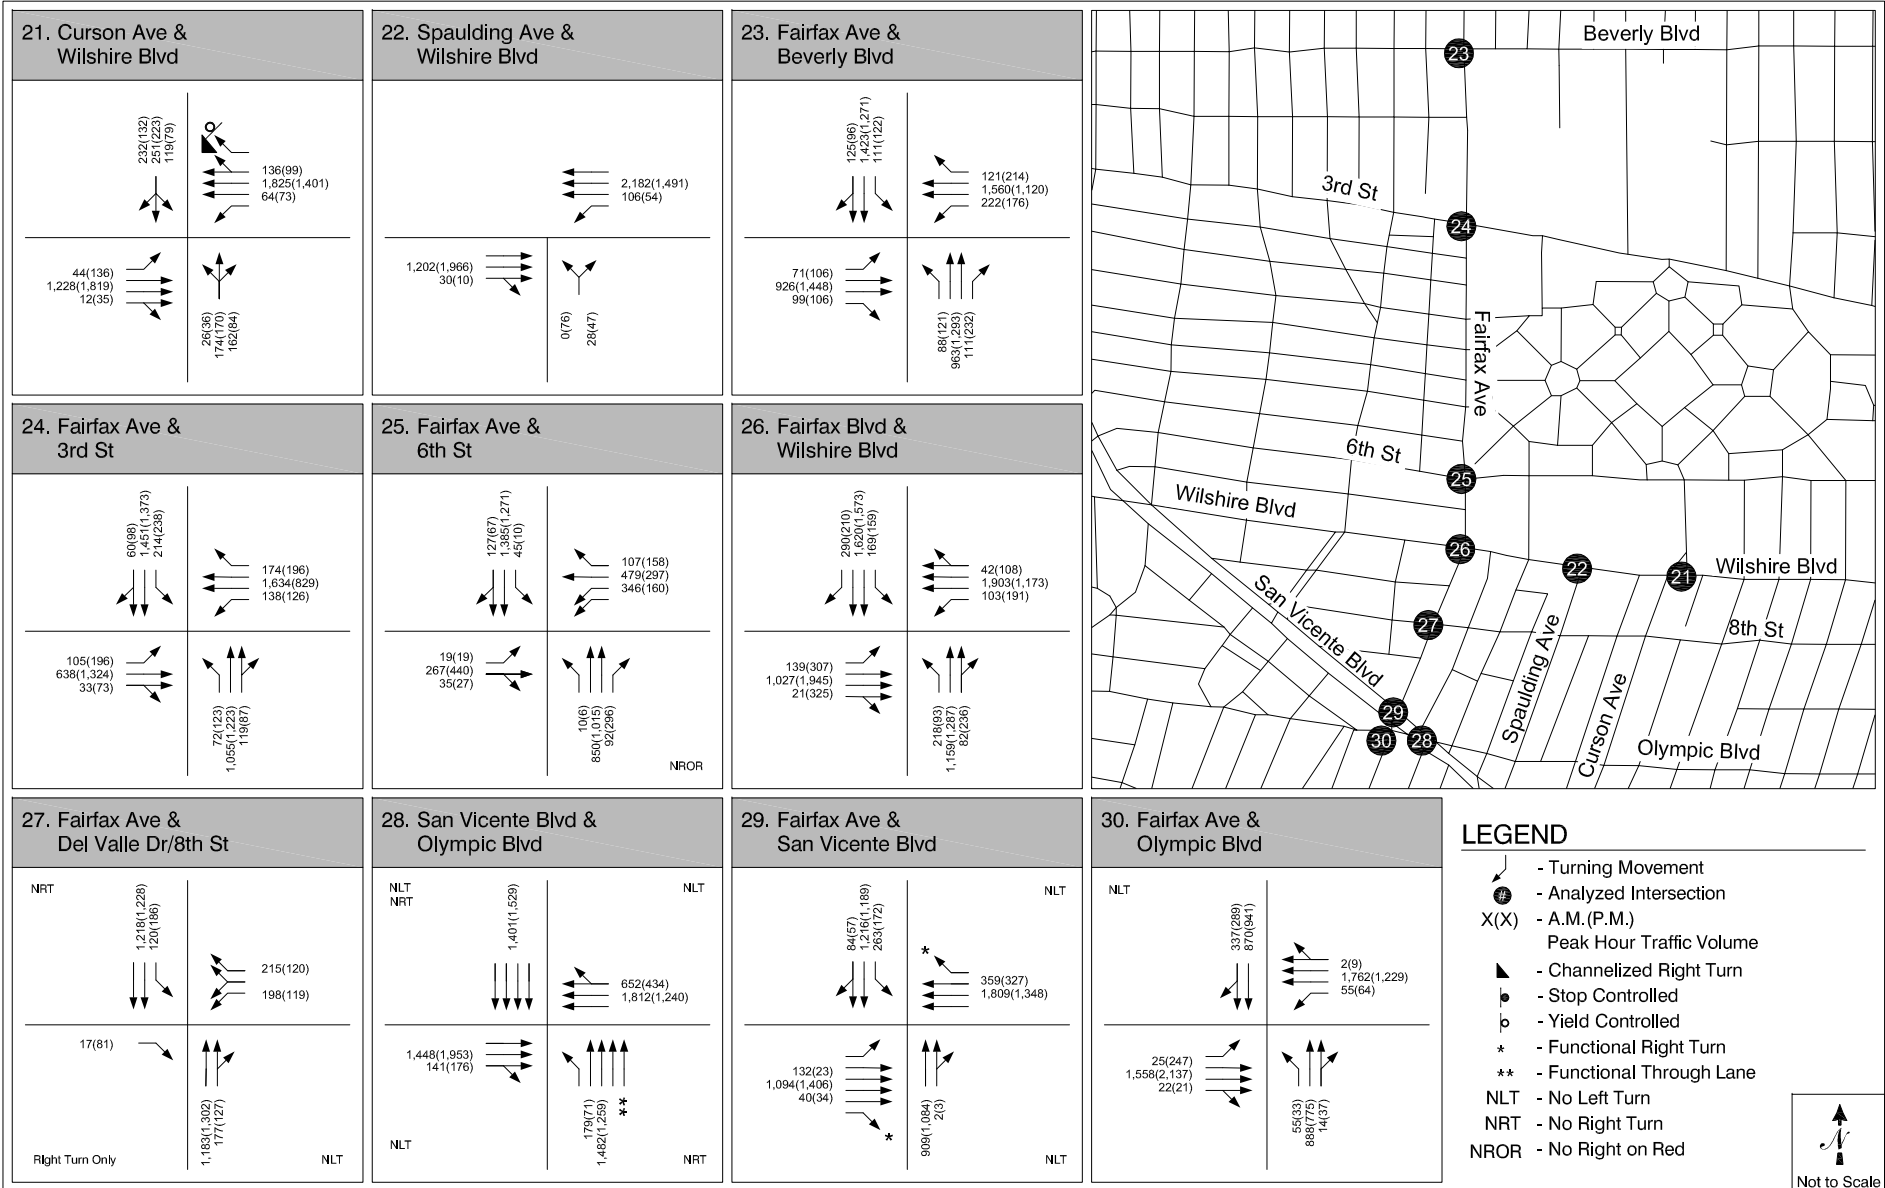 21. Curson Ave &
Wilshire Blvd
232(132)
251(223)
119(79)
136(99)
1,825(1,401)
64(73)
44(136)
1,228(1,819)
12(35)
26(36)
174(170)
162(84)
22. Spaulding Ave &
Wilshire Blvd
2,182(1,491)
106(54)
1,202(1,966)
30(10)
0(76)
28(47)
23. Fairfax Ave &
Beverly Blvd
125(96)
1,423(1,271)
111(122)
121(214)
1,560(1,120)
222(176)
71(106)
926(1,448)
99(106)
88(121)
963(1,293)
111(232)
24. Fairfax Ave &
3rd St
60(98)
1,451(1,373)
214(238)
174(196)
1,634(829)
138(126)
105(196)
638(1,324)
33(73)
72(123)
1,055(1,223)
119(87)
25. Fairfax Ave &
6th St
127(67)
1,385(1,271)
45(10)
107(158)
479(297)
346(160)
19(19)
267(440)
35(27)
10(6)
850(1,015)
92(296)
NROR
26. Fairfax Blvd &
Wilshire Blvd
290(210)
1,620(1,573)
169(159)
42(108)
1,903(1,173)
103(191)
139(307)
1,027(1,945)
21(325)
218(93)
1,159(1,287)
82(236)
27. Fairfax Ave &
Del Valle Dr/8th St
NRT
1,218(1,228)
120(186)
215(120)
198(119)
17(81)
1,183(1,302)
177(127)
Right Turn Only
NLT
28. San Vicente Blvd &
Olympic Blvd
NLT
NRT
1,401(1,529)
NLT
652(434)
1,812(1,240)
1,448(1,953)
141(176)
179(71)
1,482(1,259)
**
NLT
NRT
29. Fairfax Ave &
San Vicente Blvd
NLT
84(57)
1,216(1,189)
263(172)
*
359(327)
1,809(1,348)
132(23)
1,094(1,406)
40(34)
*
909(1,084)
2(3)
NLT
30. Fairfax Ave &
Olympic Blvd
NLT
337(289)
870(941)
2(9)
1,762(1,229)
55(64)
25(247)
1,558(2,137)
22(21)
55(33)
888(775)
14(37)
Beverly Blvd
23
3rd St
24
Fairfax Ave
6th St
25
Wilshire Blvd
26
22
21
Wilshire Blvd
San Vicente Blvd
27
8th St
Spaulding Ave
Curson Ave
29
30
28
Olympic Blvd
LEGEND
- Turning Movement
# - Analyzed Intersection
X(X) - A.M.(P.M.)
Peak Hour Traffic Volume
- Channelized Right Turn
- Stop Controlled
- Yield Controlled
* - Functional Right Turn
** - Functional Through Lane
NLT - No Left Turn
NRT - No Right Turn
NROR - No Right on Red
N
Not to Scale